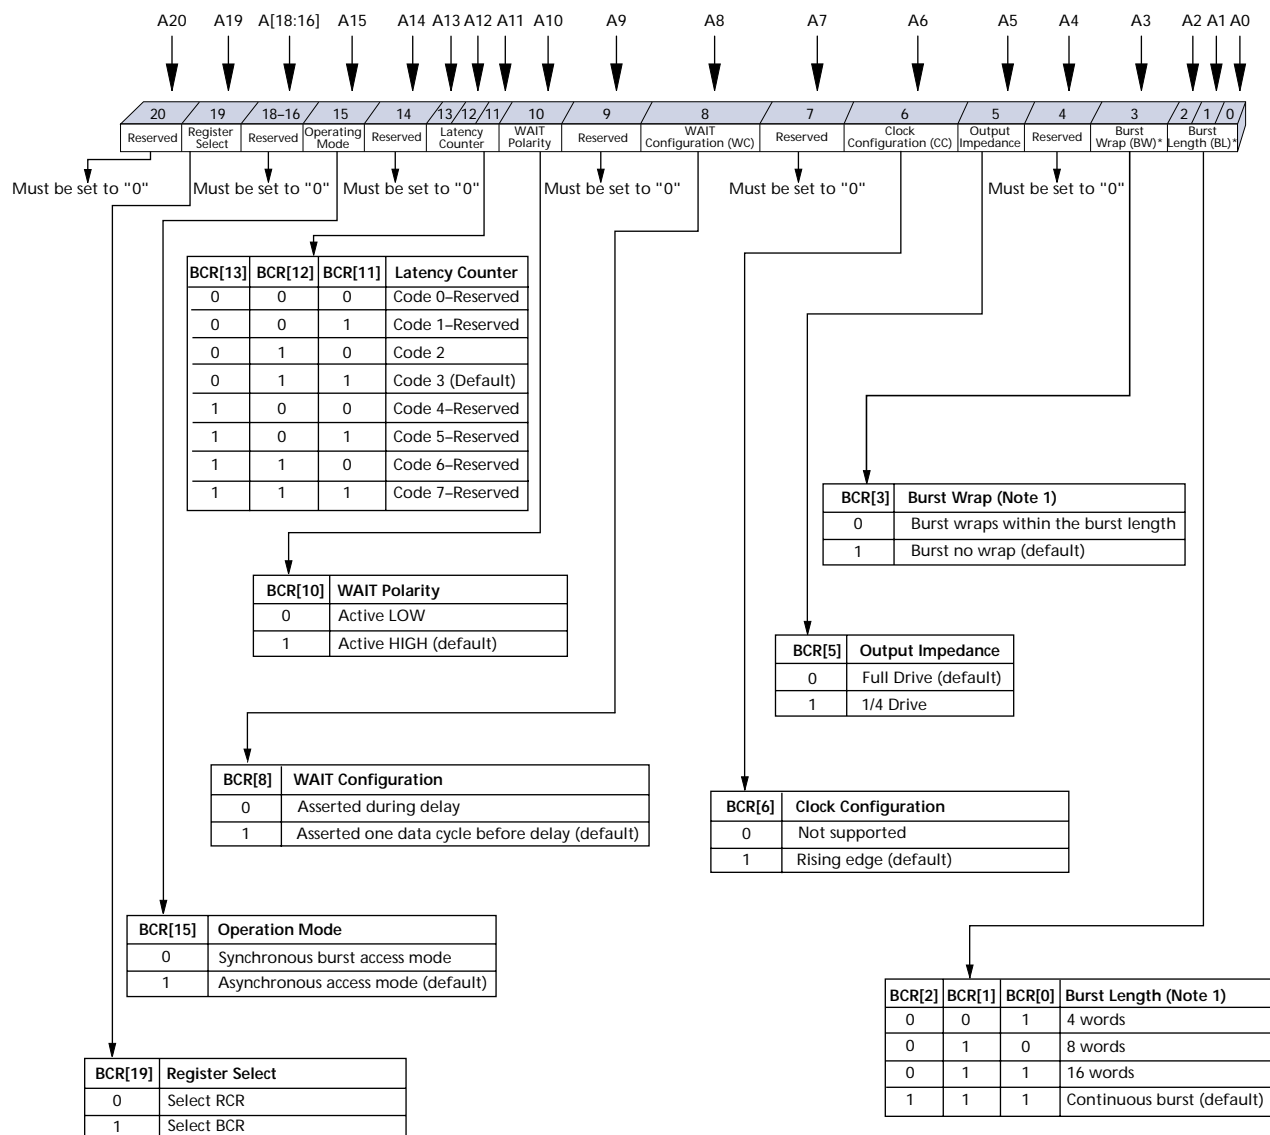 A20 A19 A[18:16] A15 A14 A13 A12 A11 A10 A9 A8 A7 A6 A5 A4 A3 A2 A1 A0
20 19 18–16 15 14 13 12 11 10 9 8 7 6 5 4 3 2 1 0
Reserved
Register
Select
Reserved
Operating
Mode
Reserved
Latency
Counter
WAIT
Polarity
Reserved
WAIT
Configuration (WC)
Reserved
Clock
Configuration (CC)
Output
Impedance
Reserved
Burst
Wrap (BW)*
Burst
Length (BL)*
Must be set to "0" Must be set to "0" Must be set to "0" Must be set to "0" Must be set to "0" Must be set to "0"
BCR[13] BCR[12] BCR[11] Latency Counter
0 0 0 Code 0–Reserved
0 0 1 Code 1–Reserved
0 1 0 Code 2
0 1 1 Code 3 (Default)
1 0 0 Code 4–Reserved
1 0 1 Code 5–Reserved
1 1 0 Code 6–Reserved
1 1 1 Code 7–Reserved
BCR[3] Burst Wrap (Note 1)
0 Burst wraps within the burst length
1 Burst no wrap (default)
BCR[10] WAIT Polarity
0 Active LOW
1 Active HIGH (default)
BCR[5] Output Impedance
0 Full Drive (default)
1 1/4 Drive
BCR[8] WAIT Configuration
0 Asserted during delay
1 Asserted one data cycle before delay (default)
BCR[6] Clock Configuration
0 Not supported
1 Rising edge (default)
BCR[15] Operation Mode
0 Synchronous burst access mode
1 Asynchronous access mode (default)
BCR[2] BCR[1] BCR[0] Burst Length (Note 1)
0 0 1 4 words
0 1 0 8 words
0 1 1 16 words
1 1 1 Continuous burst (default)
BCR[19] Register Select
0 Select RCR
1 Select BCR